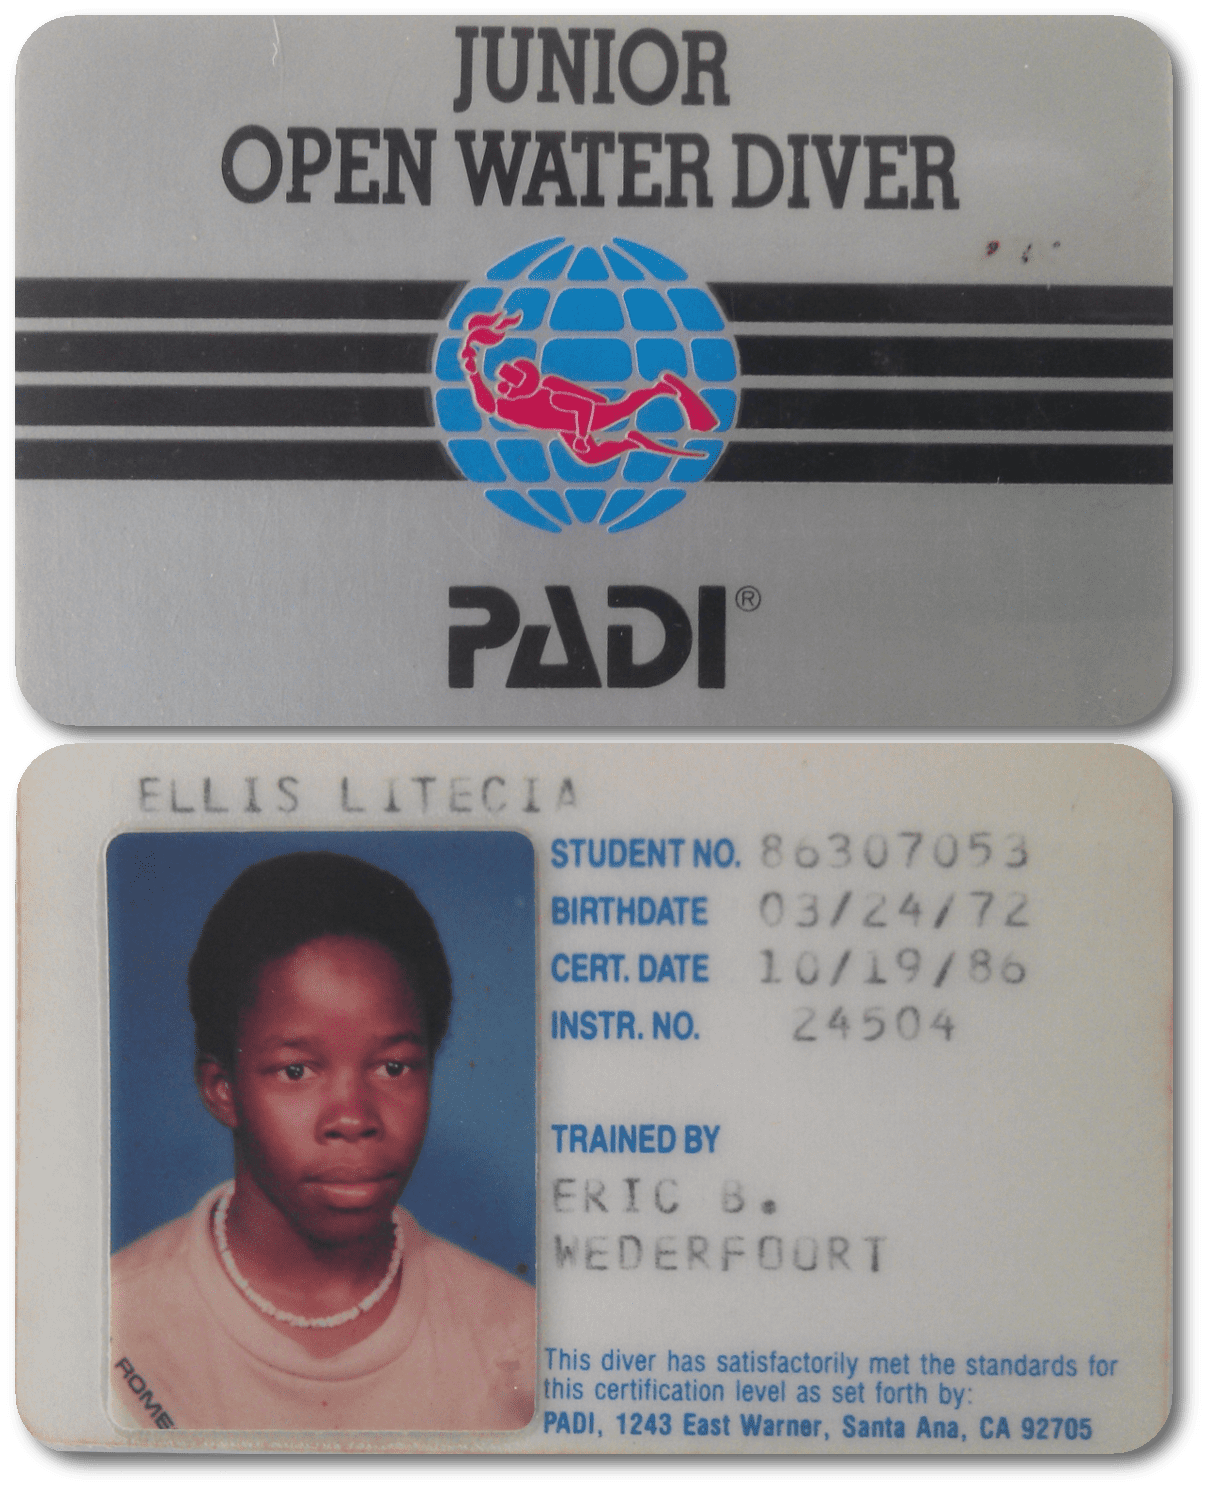 JUNIOR
OPEN WATER DIVER
PADI®
ELLIS LITECIA
STUDENT NO. 86307053
BIRTHDATE 03/24/72
CERT. DATE 10/19/86
INSTR. NO. 24504
TRAINED BY
ERIC B.
WEDERFOORT
This diver has satisfactorily met the standards for
this certification level as set forth by:
PADI, 1243 East Warner, Santa Ana, CA 92705
ROME